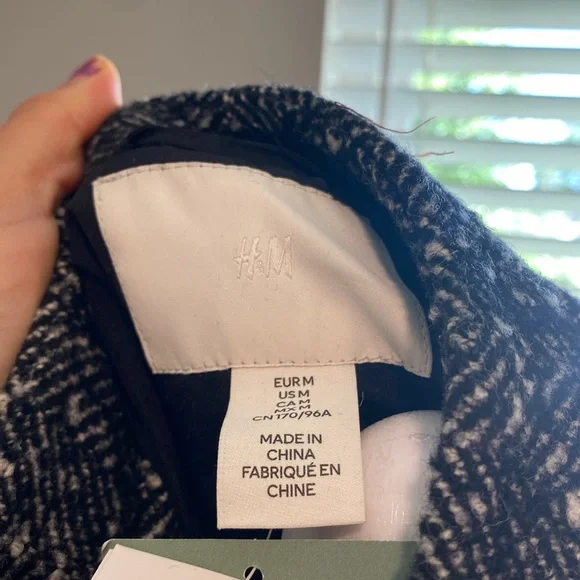 H&M
EUR M
US M
CA M
MX M
CN 170/96A
MADE IN
CHINA
FABRIQUÉ EN
CHINE